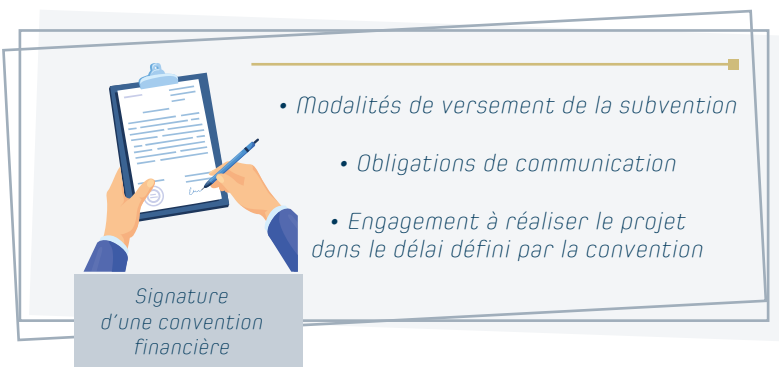 • Modalités de versement de la subvention
• Obligations de communication
• Engagement à réaliser le projet
dans le délai défini par la convention
Signature
d'une convention
financière